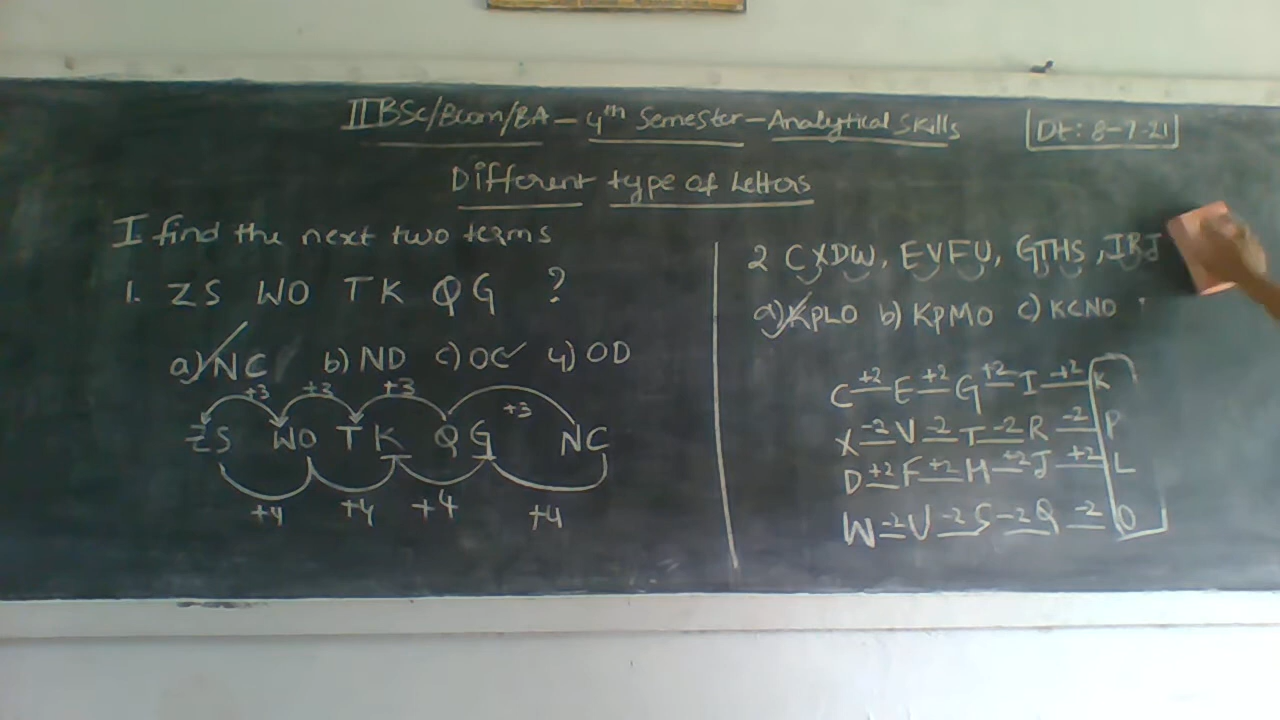 II BSc/Bcom/BA - 4th Semester - Analytical Skills
Dt: 8-7-21
Different type of Letters
I find the next two terms
1. ZS WO TK QG ?
a) NC b) ND c) OC 4) OD
+3 +3 +3 +3
ZS WO TK QG NC
+4 +4 +4 +4
2 CXDW, EVFU, GTHS, IRJ
a) KPLO b) KPMO c) KCNO
C +2 E +2 G +2 I +2 K
X -2 V -2 T -2 R -2 P
D +2 F +2 H +2 J +2 L
W -2 U -2 S -2 Q -2 O